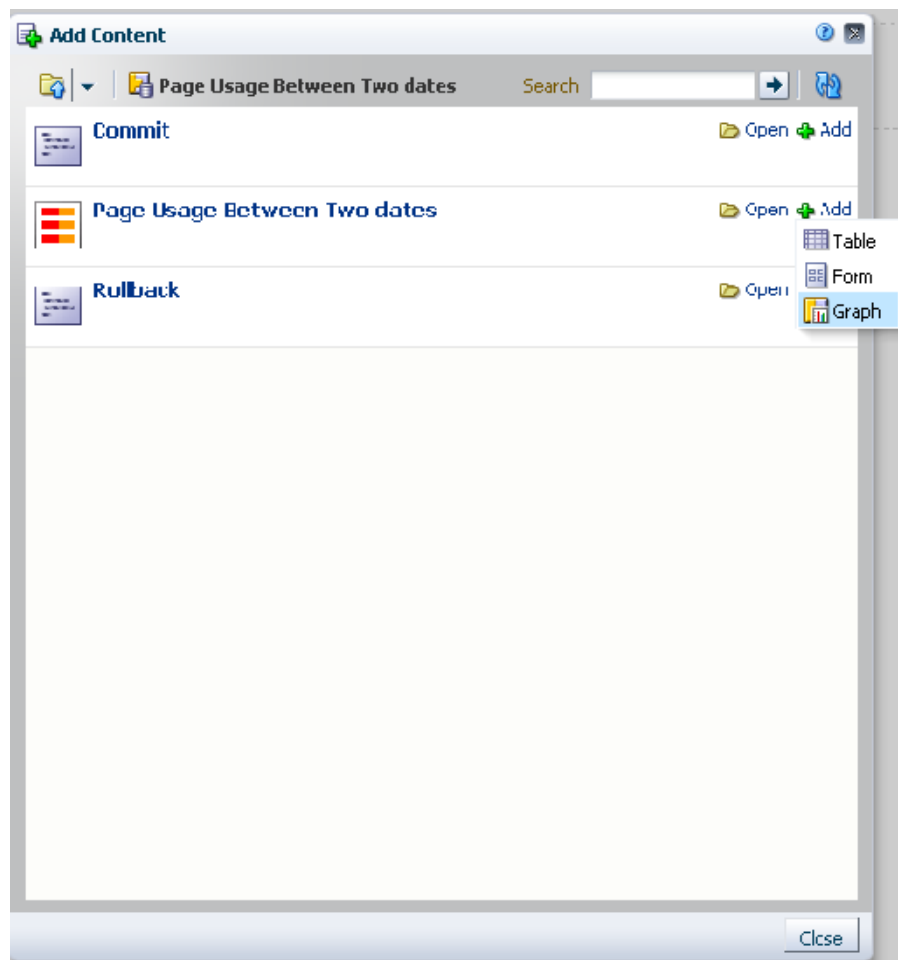 Add Content
Page Usage Between Two dates Search
Commit Open Add
Page Usage Between Two dates Open Add
Table
Form
Rollback Open
Graph
Close